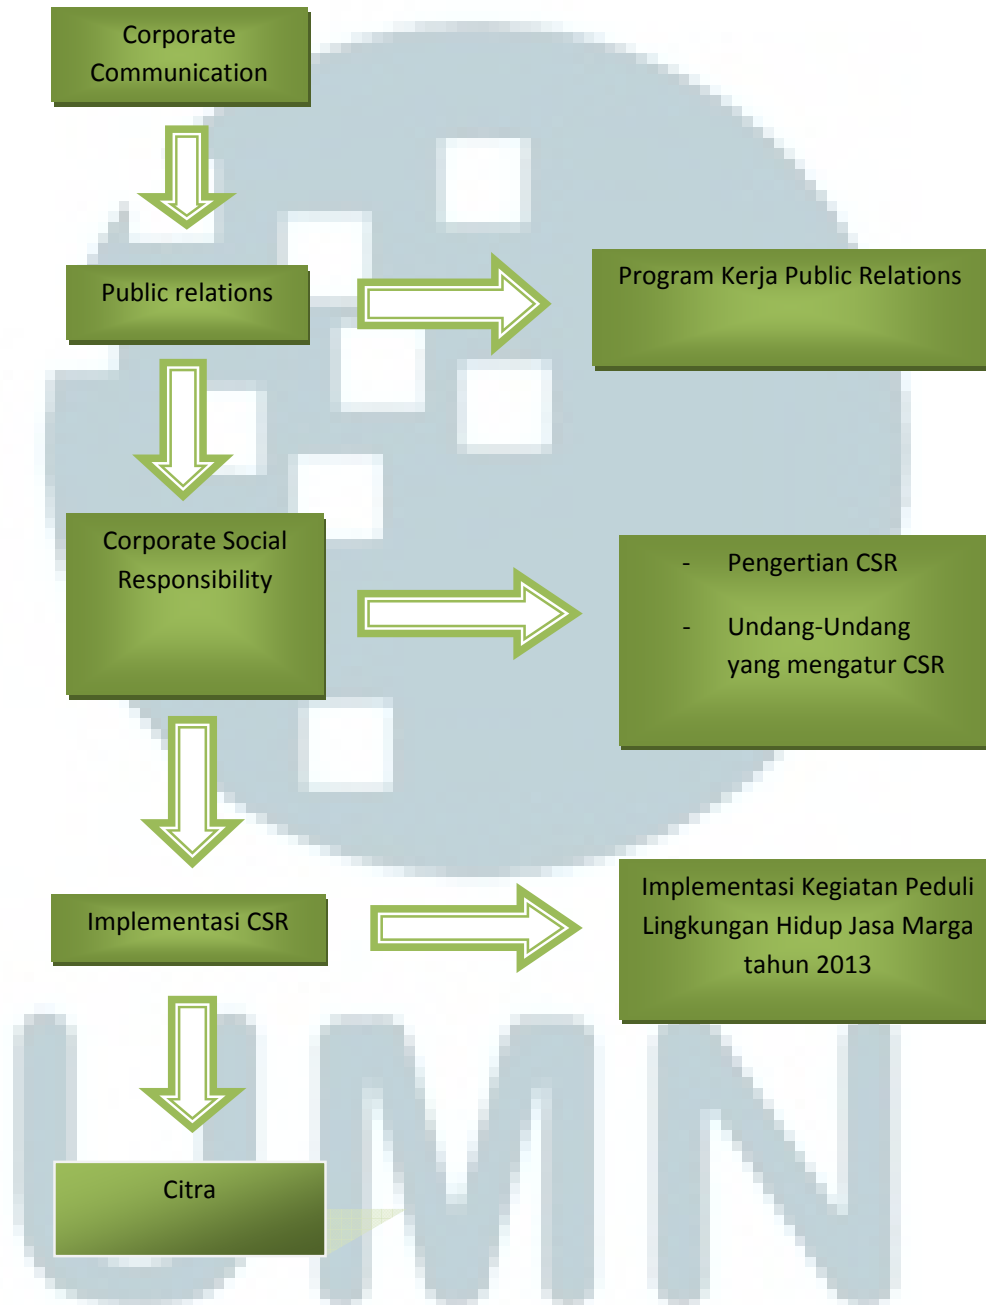 Corporate
Communication
Public relations
Program Kerja Public Relations
Corporate Social
Responsibility
- Pengertian CSR
- Undang-Undang
yang mengatur CSR
Implementasi CSR
Implementasi Kegiatan Peduli
Lingkungan Hidup Jasa Marga
tahun 2013
Citra
UMN